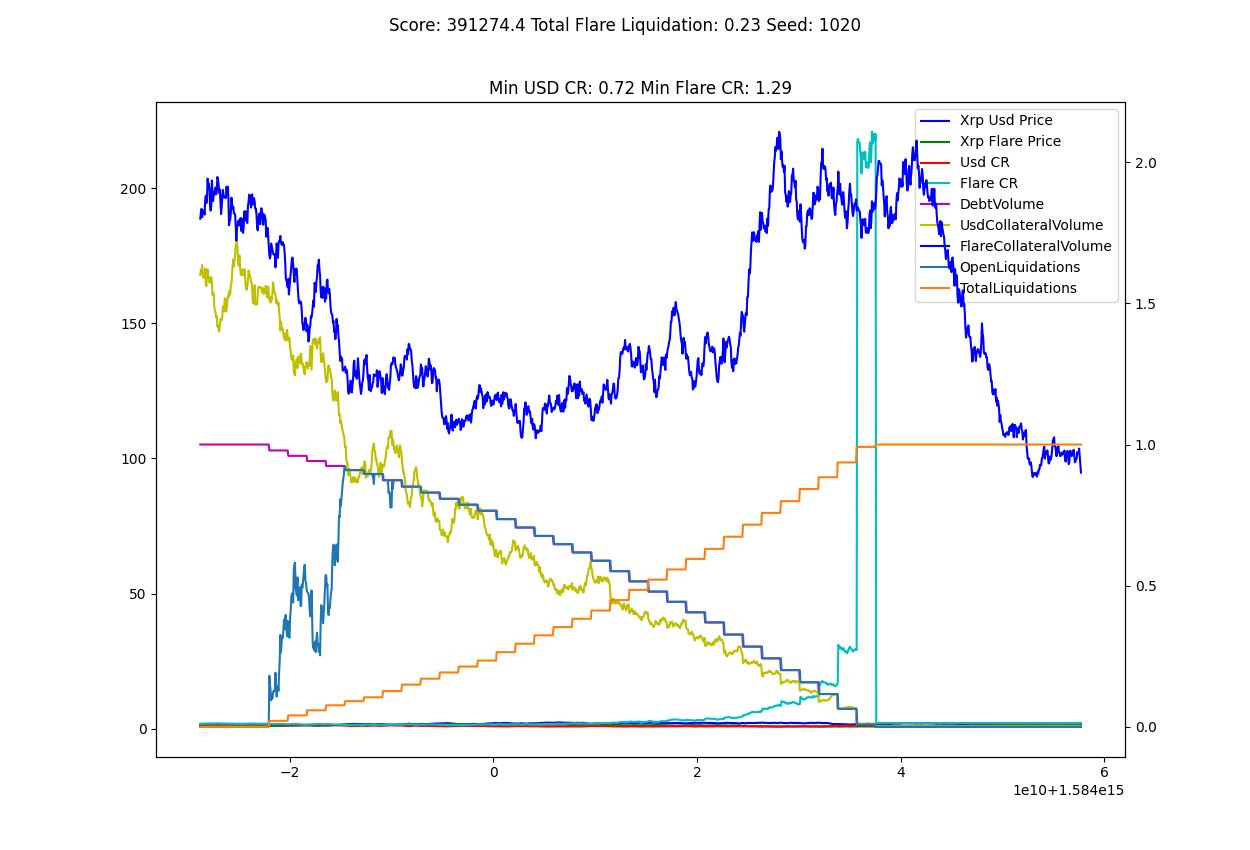 Score: 391274.4 Total Flare Liquidation: 0.23 Seed: 1020
Min USD CR: 0.72 Min Flare CR: 1.29
Xrp Usd Price
Xrp Flare Price
Usd CR
Flare CR
DebtVolume
UsdCollateralVolume
FlareCollateralVolume
OpenLiquidations
TotalLiquidations
200
150
100
50
0
2.0
1.5
1.0
0.5
0.0
−2
0
2
4
6
1e10+1.584e15